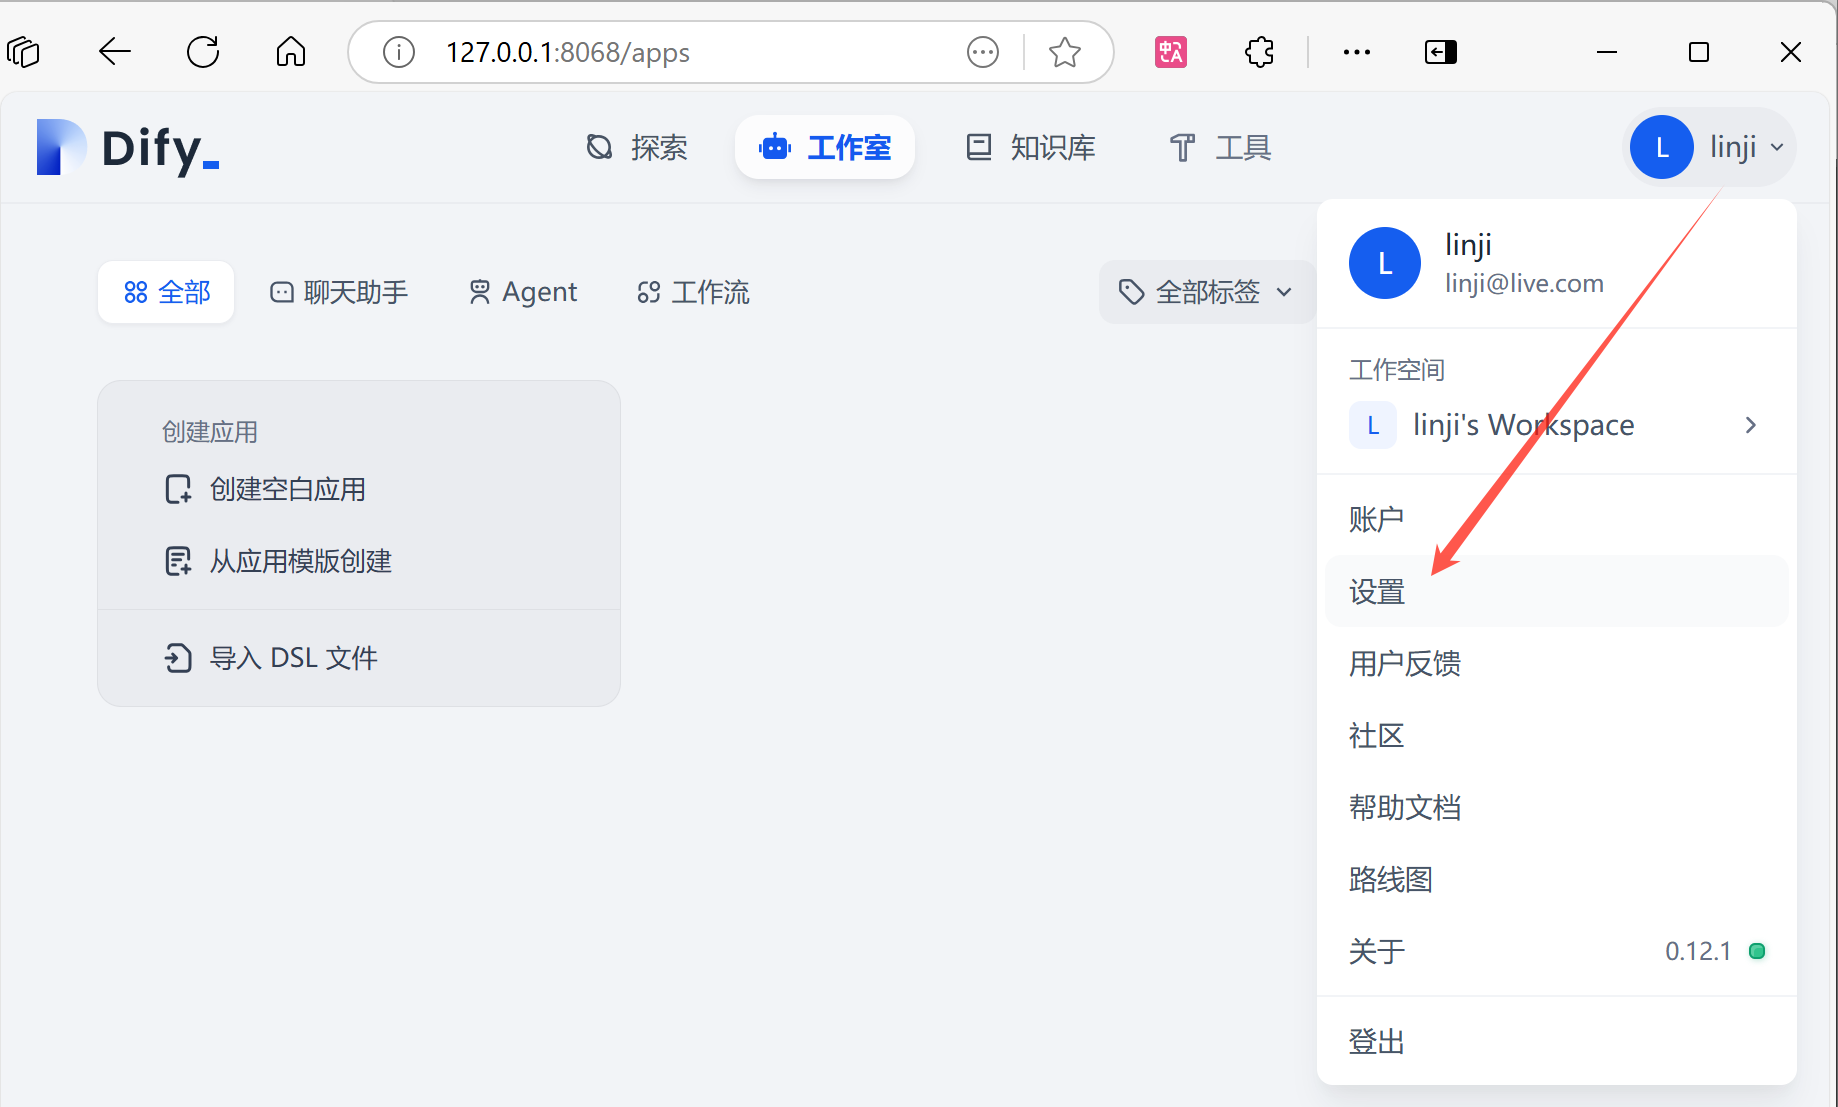 127.0.0.1:8068/apps
Dify_
探索
工作室
知识库
工具
L
linji
全部
聊天助手
Agent
工作流
全部标签
创建应用
创建空白应用
从应用模版创建
导入 DSL 文件
L
linji
linji@live.com
工作空间
L
linji's Workspace
账户
设置
用户反馈
社区
帮助文档
路线图
关于
0.12.1
登出